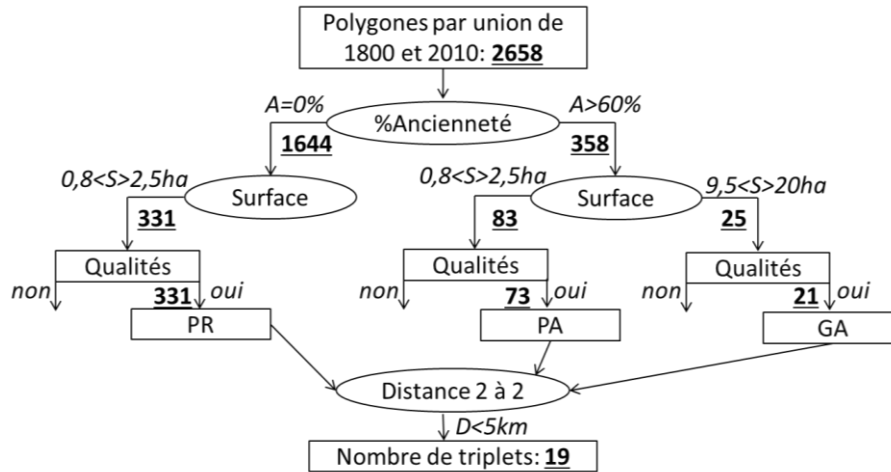 Polygones par union de
1800 et 2010: 2658
A=0%
%Ancienneté
A>60%
1644
358
0,8<S>2,5ha
Surface
0,8<S>2,5ha
Surface
9,5<S>20ha
331
83
25
Qualités
Qualités
Qualités
non
331
oui
non
73
oui
non
21
oui
PR
PA
GA
Distance 2 à 2
D<5km
Nombre de triplets: 19